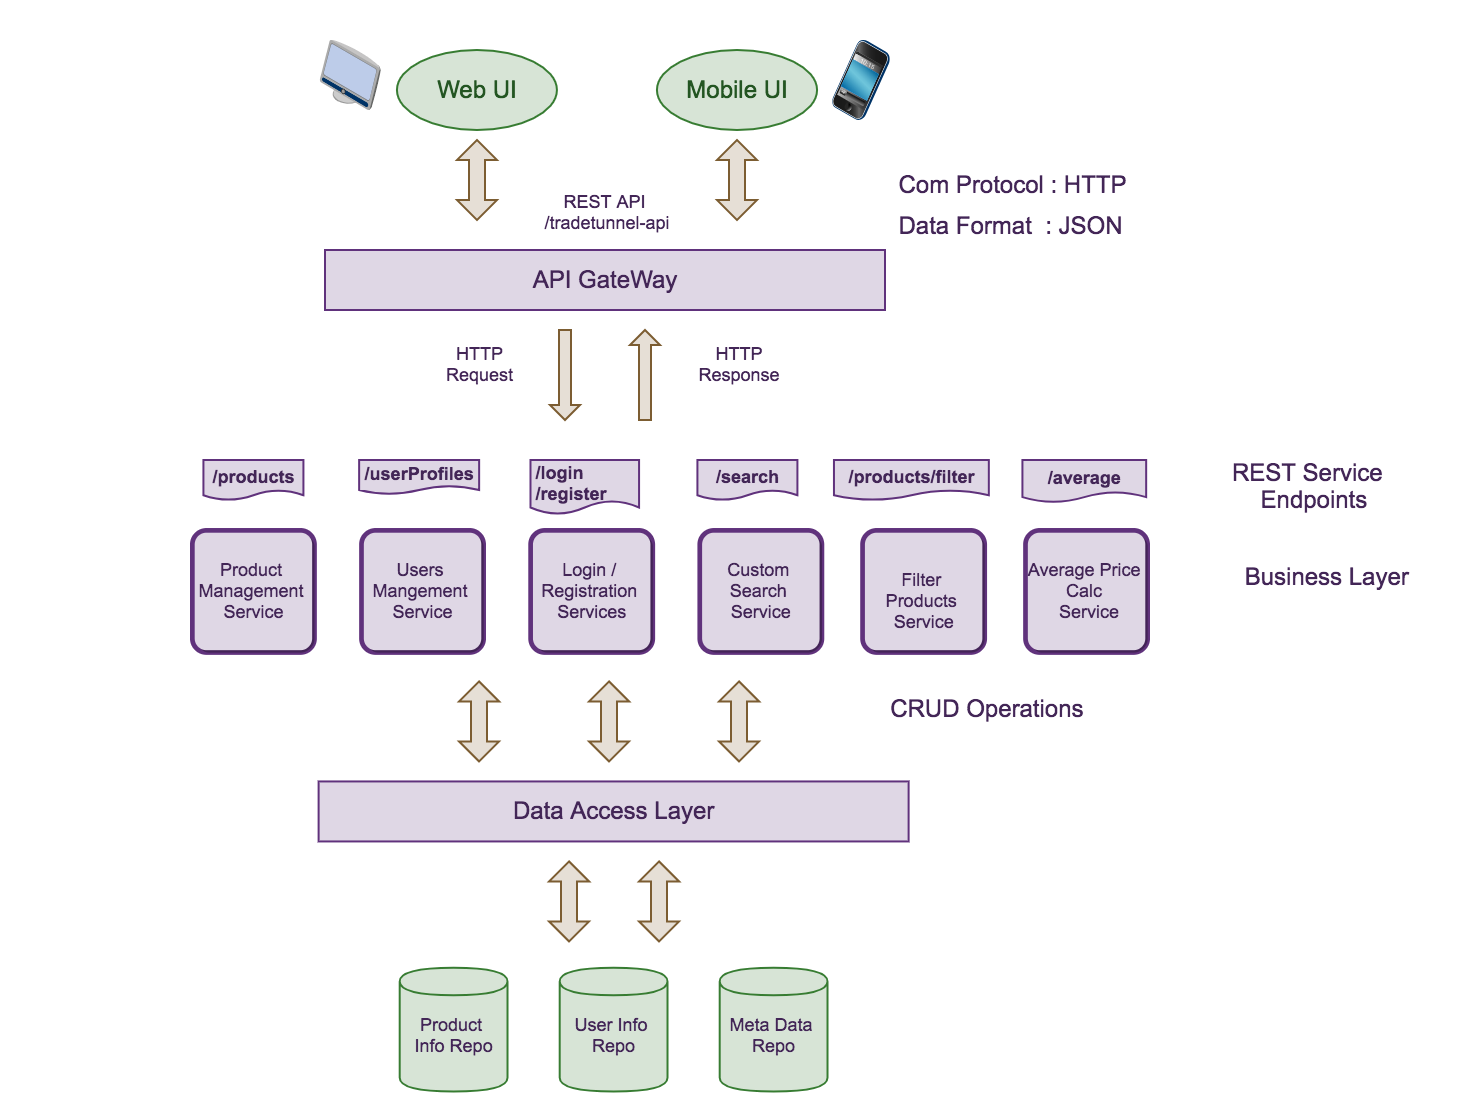 Web UI
Mobile UI
Com Protocol : HTTP
Data Format : JSON
REST API
/tradetunnel-api
API GateWay
HTTP
Request
HTTP
Response
/products
/userProfiles
/login
/register
/search
/products/filter
/average
REST Service
Endpoints
Product
Management
Service
Users
Mangement
Service
Login /
Registration
Services
Custom
Search
Service
Filter
Products
Service
Average Price
Calc
Service
Business Layer
CRUD Operations
Data Access Layer
Product
Info Repo
User Info
Repo
Meta Data
Repo